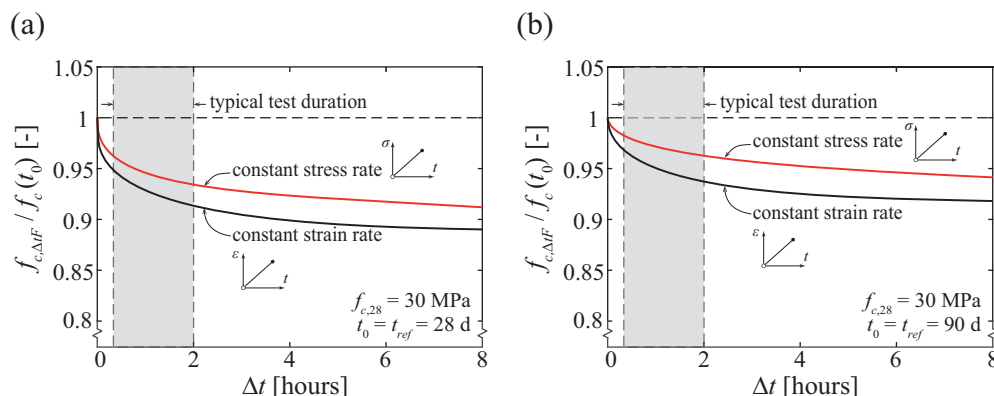 (a)
1.05
1
0.95
0.9
0.85
0.8
f_{c,ΔtF} / f_c(t_0) [-]
typical test duration
σ
t
constant stress rate
constant strain rate
ε
t
f_{c,28} = 30 MPa
t_0 = t_{ref} = 28 d
0 2 4 6 8
Δt [hours]
(b)
1.05
1
0.95
0.9
0.85
0.8
f_{c,ΔtF} / f_c(t_0) [-]
typical test duration
σ
t
constant stress rate
constant strain rate
ε
t
f_{c,28} = 30 MPa
t_0 = t_{ref} = 90 d
0 2 4 6 8
Δt [hours]